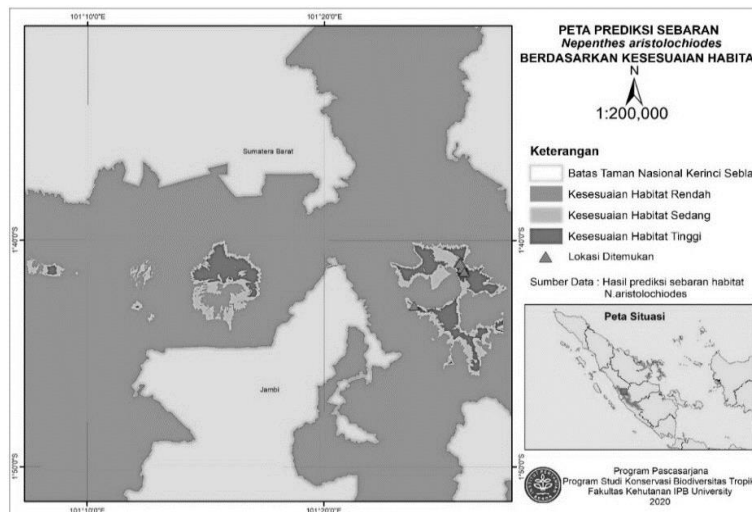 101°10'0"E
101°20'0"E
1°40'0"S
1°50'0"S
Sumatera Barat
Jambi
1°40'0"S
1°50'0"S
101°10'0"E
101°20'0"E
PETA PREDIKSI SEBARAN
Nepenthes aristolochiodes
BERDASARKAN KESESUAIAN HABITA
N
1:200,000
Keterangan
Batas Taman Nasional Kerinci Sebla
Kesesuaian Habitat Rendah
Kesesuaian Habitat Sedang
Kesesuaian Habitat Tinggi
Lokasi Ditemukan
Sumber Data : Hasil prediksi sebaran habitat
N.aristolochiodes
Peta Situasi
Program Pascasarjana
Program Studi Konservasi Biodiversitas Tropik
Fakultas Kehutanan IPB University
2020